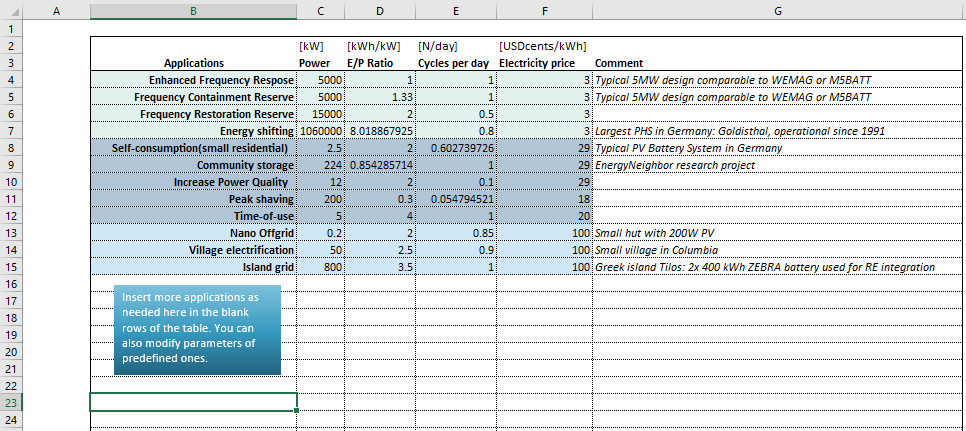 A B C D E F G
1
2 [kW] [kWh/kW] [N/day] [USDcents/kWh]
3 Applications Power E/P Ratio Cycles per day Electricity price Comment
4 Enhanced Frequency Respose 5000 1 1 3 Typical 5MW design comparable to WEMAG or M5BATT
5 Frequency Containment Reserve 5000 1.33 1 3 Typical 5MW design comparable to WEMAG or M5BATT
6 Frequency Restoration Reserve 15000 2 0.5 3
7 Energy shifting 1060000 8.018867925 0.8 3 Largest PHS in Germany: Goldisthal, operational since 1991
8 Self-consumption(small residential) 2.5 2 0.602739726 29 Typical PV Battery System in Germany
9 Community storage 224 0.854285714 1 29 EnergyNeighbor research project
10 Increase Power Quality 12 2 0.1 29
11 Peak shaving 200 0.3 0.054794521 18
12 Time-of-use 5 4 1 20
13 Nano Offgrid 0.2 2 0.85 100 Small hut with 200W PV
14 Village electrification 50 2.5 0.9 100 Small village in Columbia
15 Island grid 800 3.5 1 100 Greek island Tilos: 2x 400 kWh ZEBRA battery used for RE integration
16
17 Insert more applications as
18 needed here in the blank
19 rows of the table. You can
20 also modify parameters of
21 predefined ones.
22
23
24